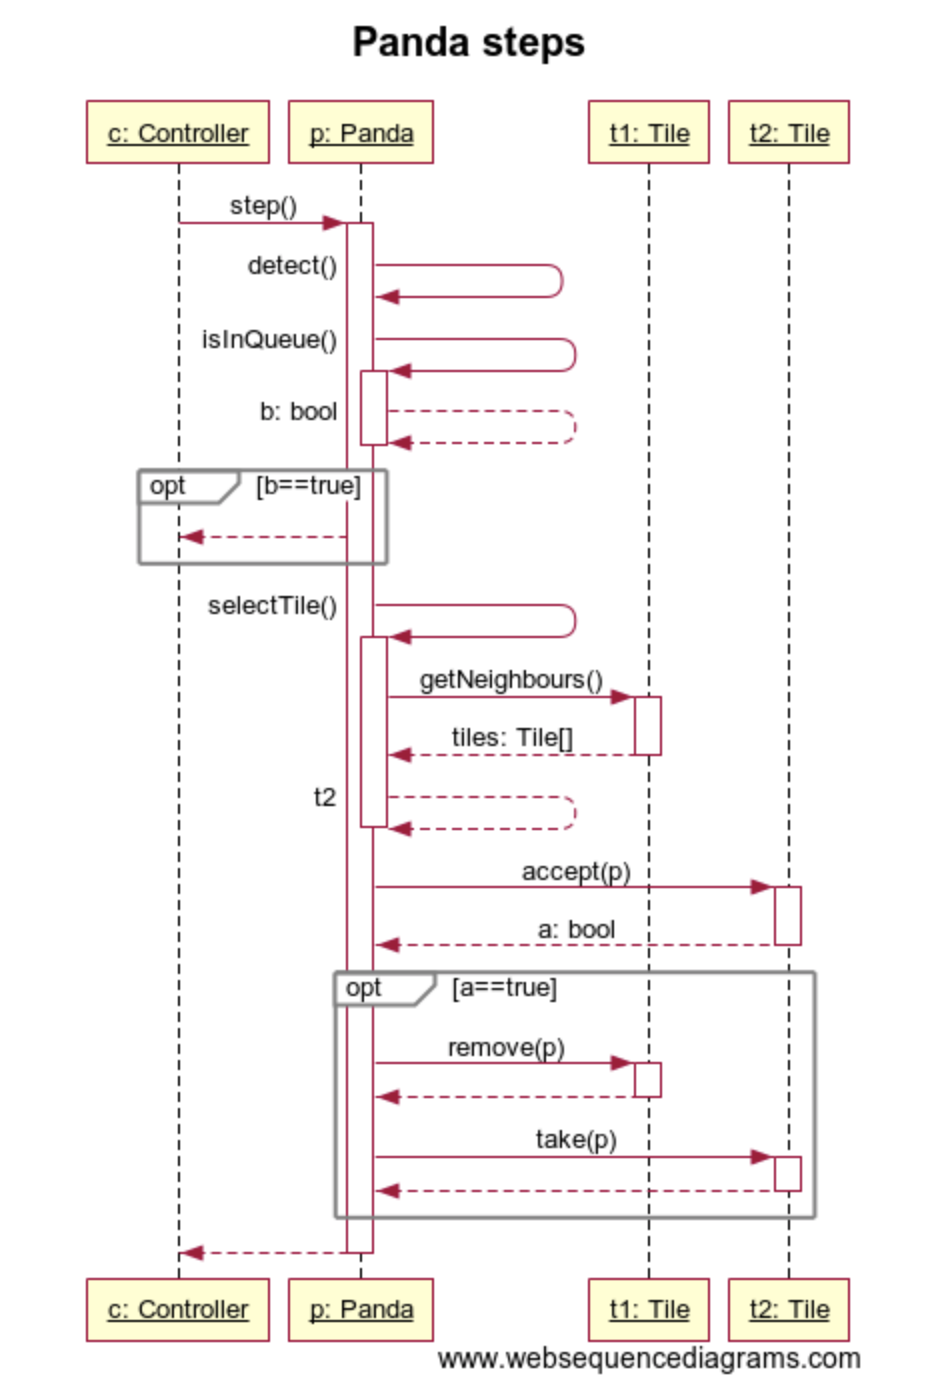 Panda steps
c: Controller
p: Panda
t1: Tile
t2: Tile
step()
detect()
isInQueue()
b: bool
opt
[b==true]
selectTile()
getNeighbours()
tiles: Tile[]
t2
accept(p)
a: bool
opt
[a==true]
remove(p)
take(p)
c: Controller
p: Panda
t1: Tile
t2: Tile
www.websequencediagrams.com